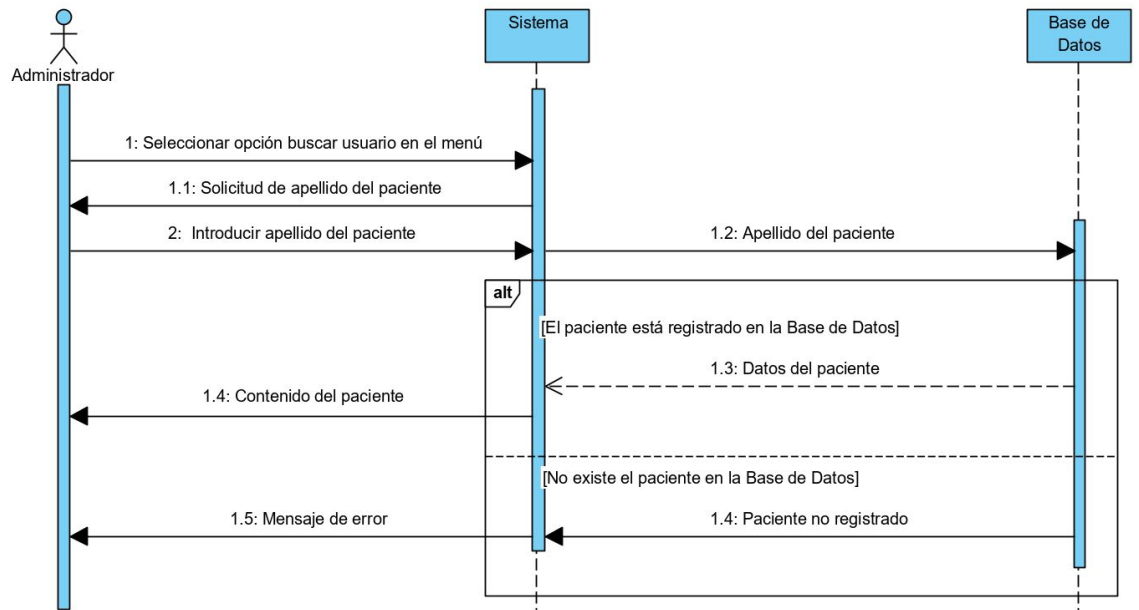 Sistema
Base de
Datos
Administrador
1: Seleccionar opción buscar usuario en el menú
1.1: Solicitud de apellido del paciente
2: Introducir apellido del paciente
1.2: Apellido del paciente
alt
[El paciente está registrado en la Base de Datos]
1.3: Datos del paciente
1.4: Contenido del paciente
[No existe el paciente en la Base de Datos]
1.5: Mensaje de error
1.4: Paciente no registrado